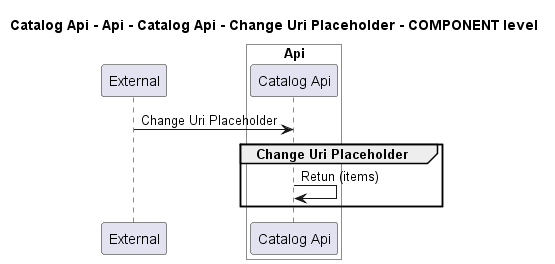 Catalog Api - Api - Catalog Api - Change Uri Placeholder - COMPONENT level
Api
External
Catalog Api
Change Uri Placeholder
Change Uri Placeholder
Retun (items)
External
Catalog Api